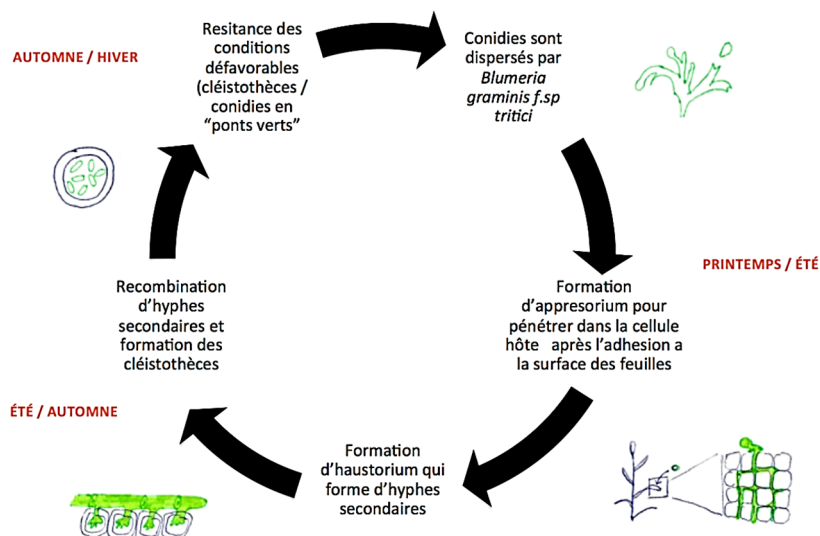 AUTOMNE / HIVER
Resitance des
conditions
défavorables
(cléistothèces /
conidies en
“ponts verts”
Conidies sont
dispersés par
Blumeria
graminis f.sp
tritici
PRINTEMPS / ÉTÉ
Formation
d’appresorium pour
pénétrer dans la cellule
hôte après l’adhesion a
la surface des feuilles
Formation
d’haustorium qui
forme d’hyphes
secondaires
ÉTÉ / AUTOMNE
Recombination
d’hyphes
secondaires et
formation des
cléistothèces